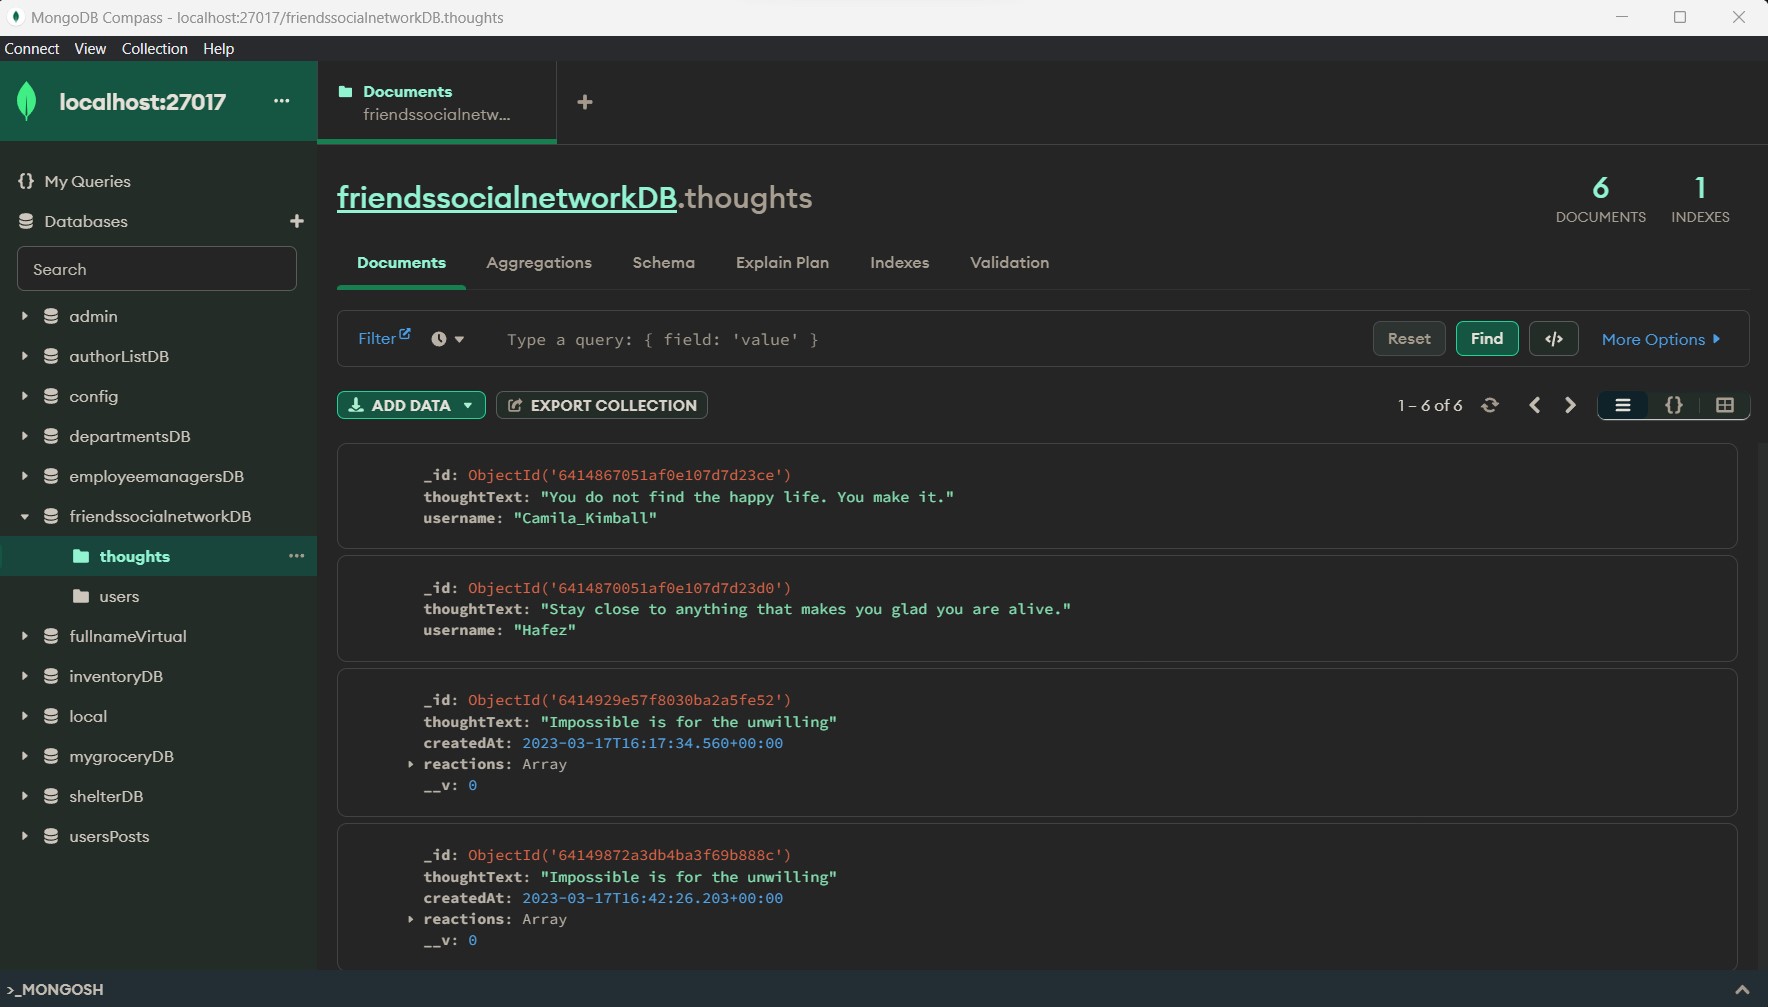 MongoDB Compass - localhost:27017/friendssocialnetworkDB.thoughts
Connect View Collection Help
localhost:27017
...
Documents
friendssocialnetw...
+
{} My Queries
Databases +
Search
admin
authorListDB
config
departmentsDB
employeemanagersDB
friendssocialnetworkDB
thoughts ...
users
fullnameVirtual
inventoryDB
local
mygroceryDB
shelterDB
usersPosts
friendssocialnetworkDB.thoughts
6
DOCUMENTS
1
INDEXES
Documents Aggregations Schema Explain Plan Indexes Validation
Filter Type a query: { field: 'value' } Reset Find </> More Options
ADD DATA EXPORT COLLECTION 1 – 6 of 6 {}
_id: ObjectId('6414867051af0e107d7d23ce')
thoughtText: "You do not find the happy life. You make it."
username: "Camila_Kimball"
_id: ObjectId('6414870051af0e107d7d23d0')
thoughtText: "Stay close to anything that makes you glad you are alive."
username: "Hafez"
_id: ObjectId('6414929e57f8030ba2a5fe52')
thoughtText: "Impossible is for the unwilling"
createdAt: 2023-03-17T16:17:34.560+00:00
reactions: Array
__v: 0
_id: ObjectId('64149872a3db4ba3f69b888c')
thoughtText: "Impossible is for the unwilling"
createdAt: 2023-03-17T16:42:26.203+00:00
reactions: Array
__v: 0
>_MONGOSH